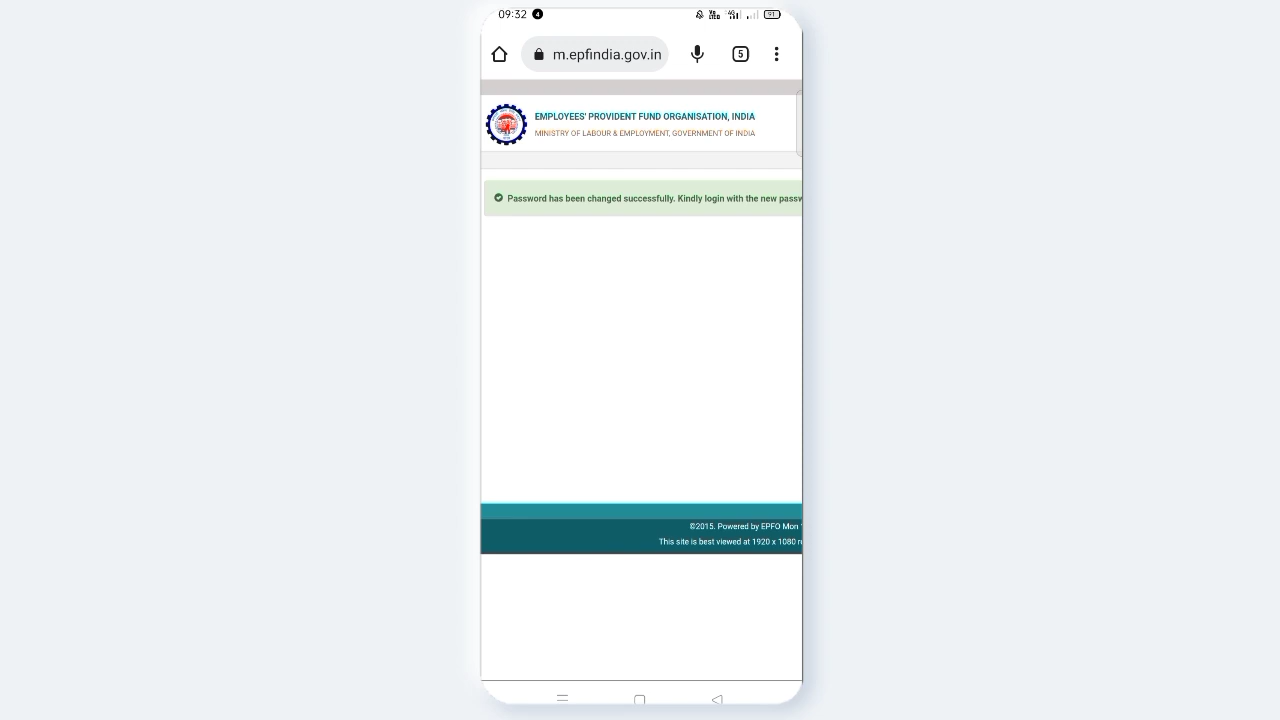 09:32 4
91
m.epfindia.gov.in
5
EMPLOYEES' PROVIDENT FUND ORGANISATION, INDIA
MINISTRY OF LABOUR & EMPLOYMENT, GOVERNMENT OF INDIA
Password has been changed successfully. Kindly login with the new passw
©2015. Powered by EPFO Mon
This site is best viewed at 1920 x 1080 r